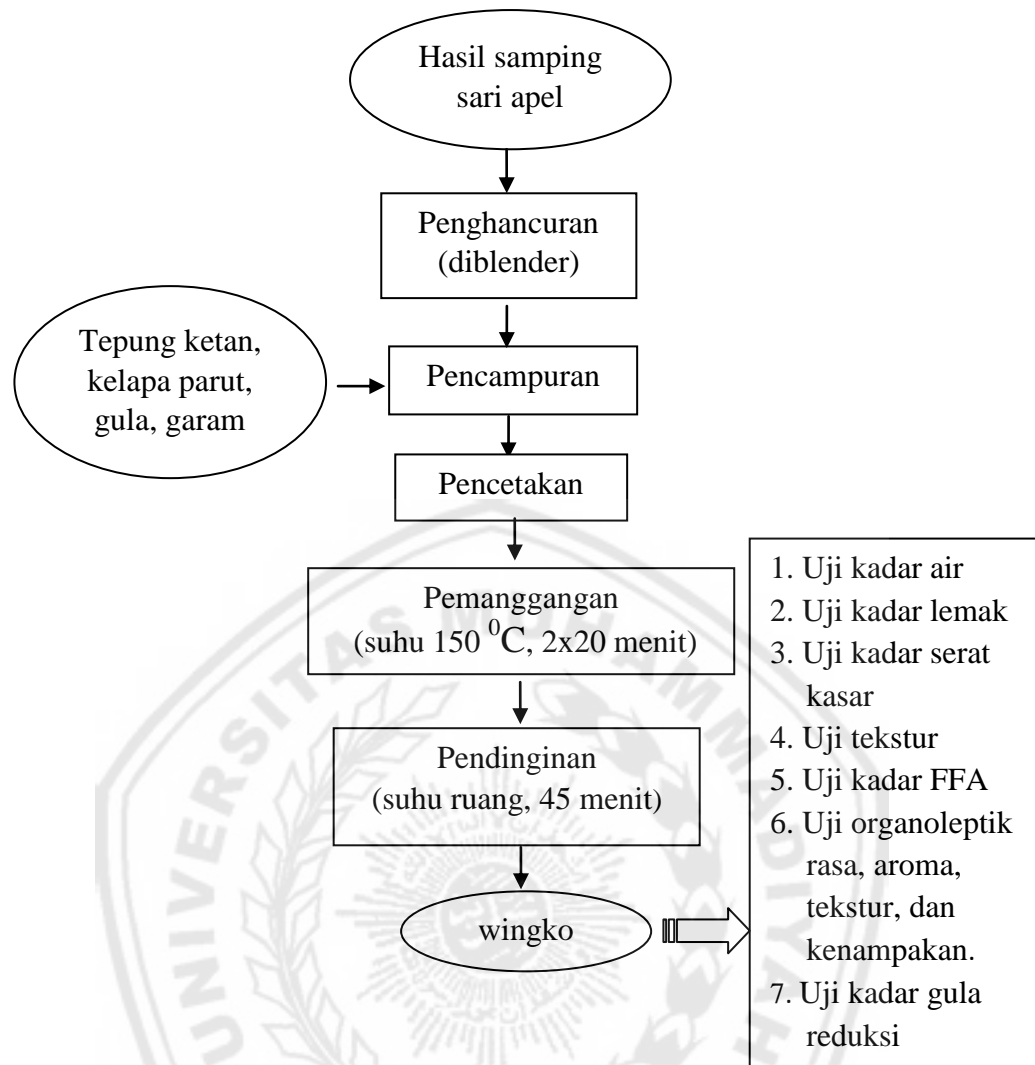 Hasil samping
sari apel
Penghancuran
(diblender)
Tepung ketan,
kelapa parut,
gula, garam
Pencampuran
Pencetakan
Pemanggangan
(suhu 150 ⁰C, 2x20 menit)
Pendinginan
(suhu ruang, 45 menit)
wingko
1. Uji kadar air
2. Uji kadar lemak
3. Uji kadar serat
kasar
4. Uji tekstur
5. Uji kadar FFA
6. Uji organoleptik
rasa, aroma,
tekstur, dan
kenampakan.
7. Uji kadar gula
reduksi
UNIVERSITAS MUHAMMADIYAH